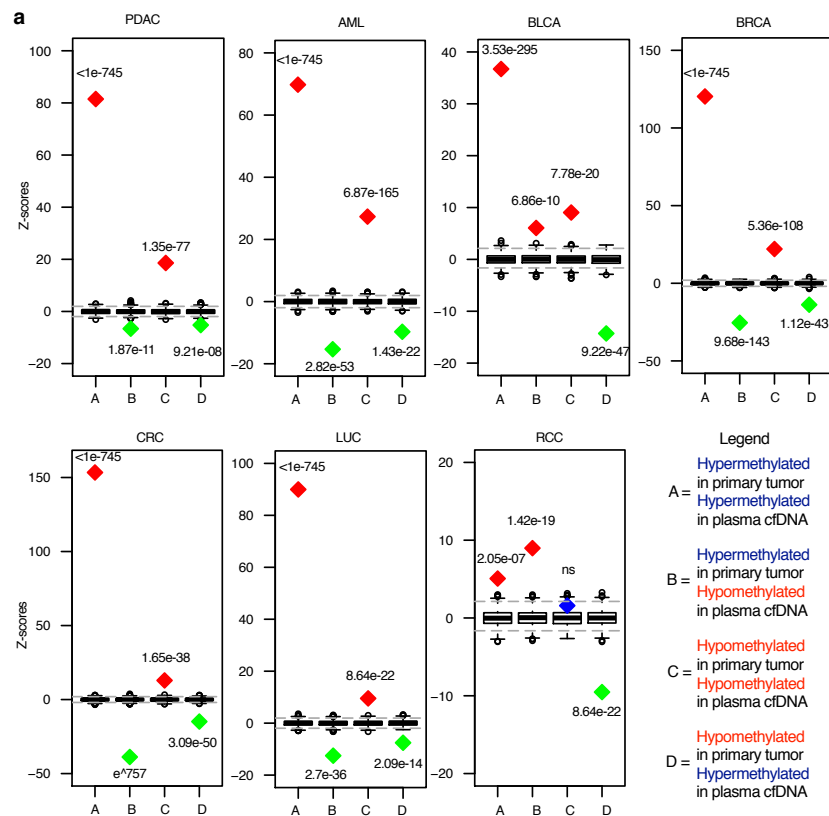 a
PDAC
AML
BLCA
BRCA
Z-scores
100
80
60
40
20
0
−20
<1e-745
1.87e-11
1.35e-77
9.21e-08
A B C D
80
60
40
20
0
−20
<1e-745
2.82e-53
6.87e-165
1.43e-22
A B C D
40
30
20
10
0
−10
−20
3.53e-295
6.86e-10
7.78e-20
9.22e-47
A B C D
150
100
50
0
−50
<1e-745
9.68e-143
5.36e-108
1.12e-43
A B C D
CRC
LUC
RCC
Z-scores
150
100
50
0
−50
<1e-745
e^757
1.65e-38
3.09e-50
A B C D
100
80
60
40
20
0
−20
<1e-745
2.7e-36
8.64e-22
2.09e-14
A B C D
20
10
0
−10
−20
2.05e-07
1.42e-19
ns
8.64e-22
A B C D
Legend
A =
Hypermethylated
in primary tumor
Hypermethylated
in plasma cfDNA
B =
Hypermethylated
in primary tumor
Hypomethylated
in plasma cfDNA
C =
Hypomethylated
in primary tumor
Hypomethylated
in plasma cfDNA
D =
Hypomethylated
in primary tumor
Hypermethylated
in plasma cfDNA